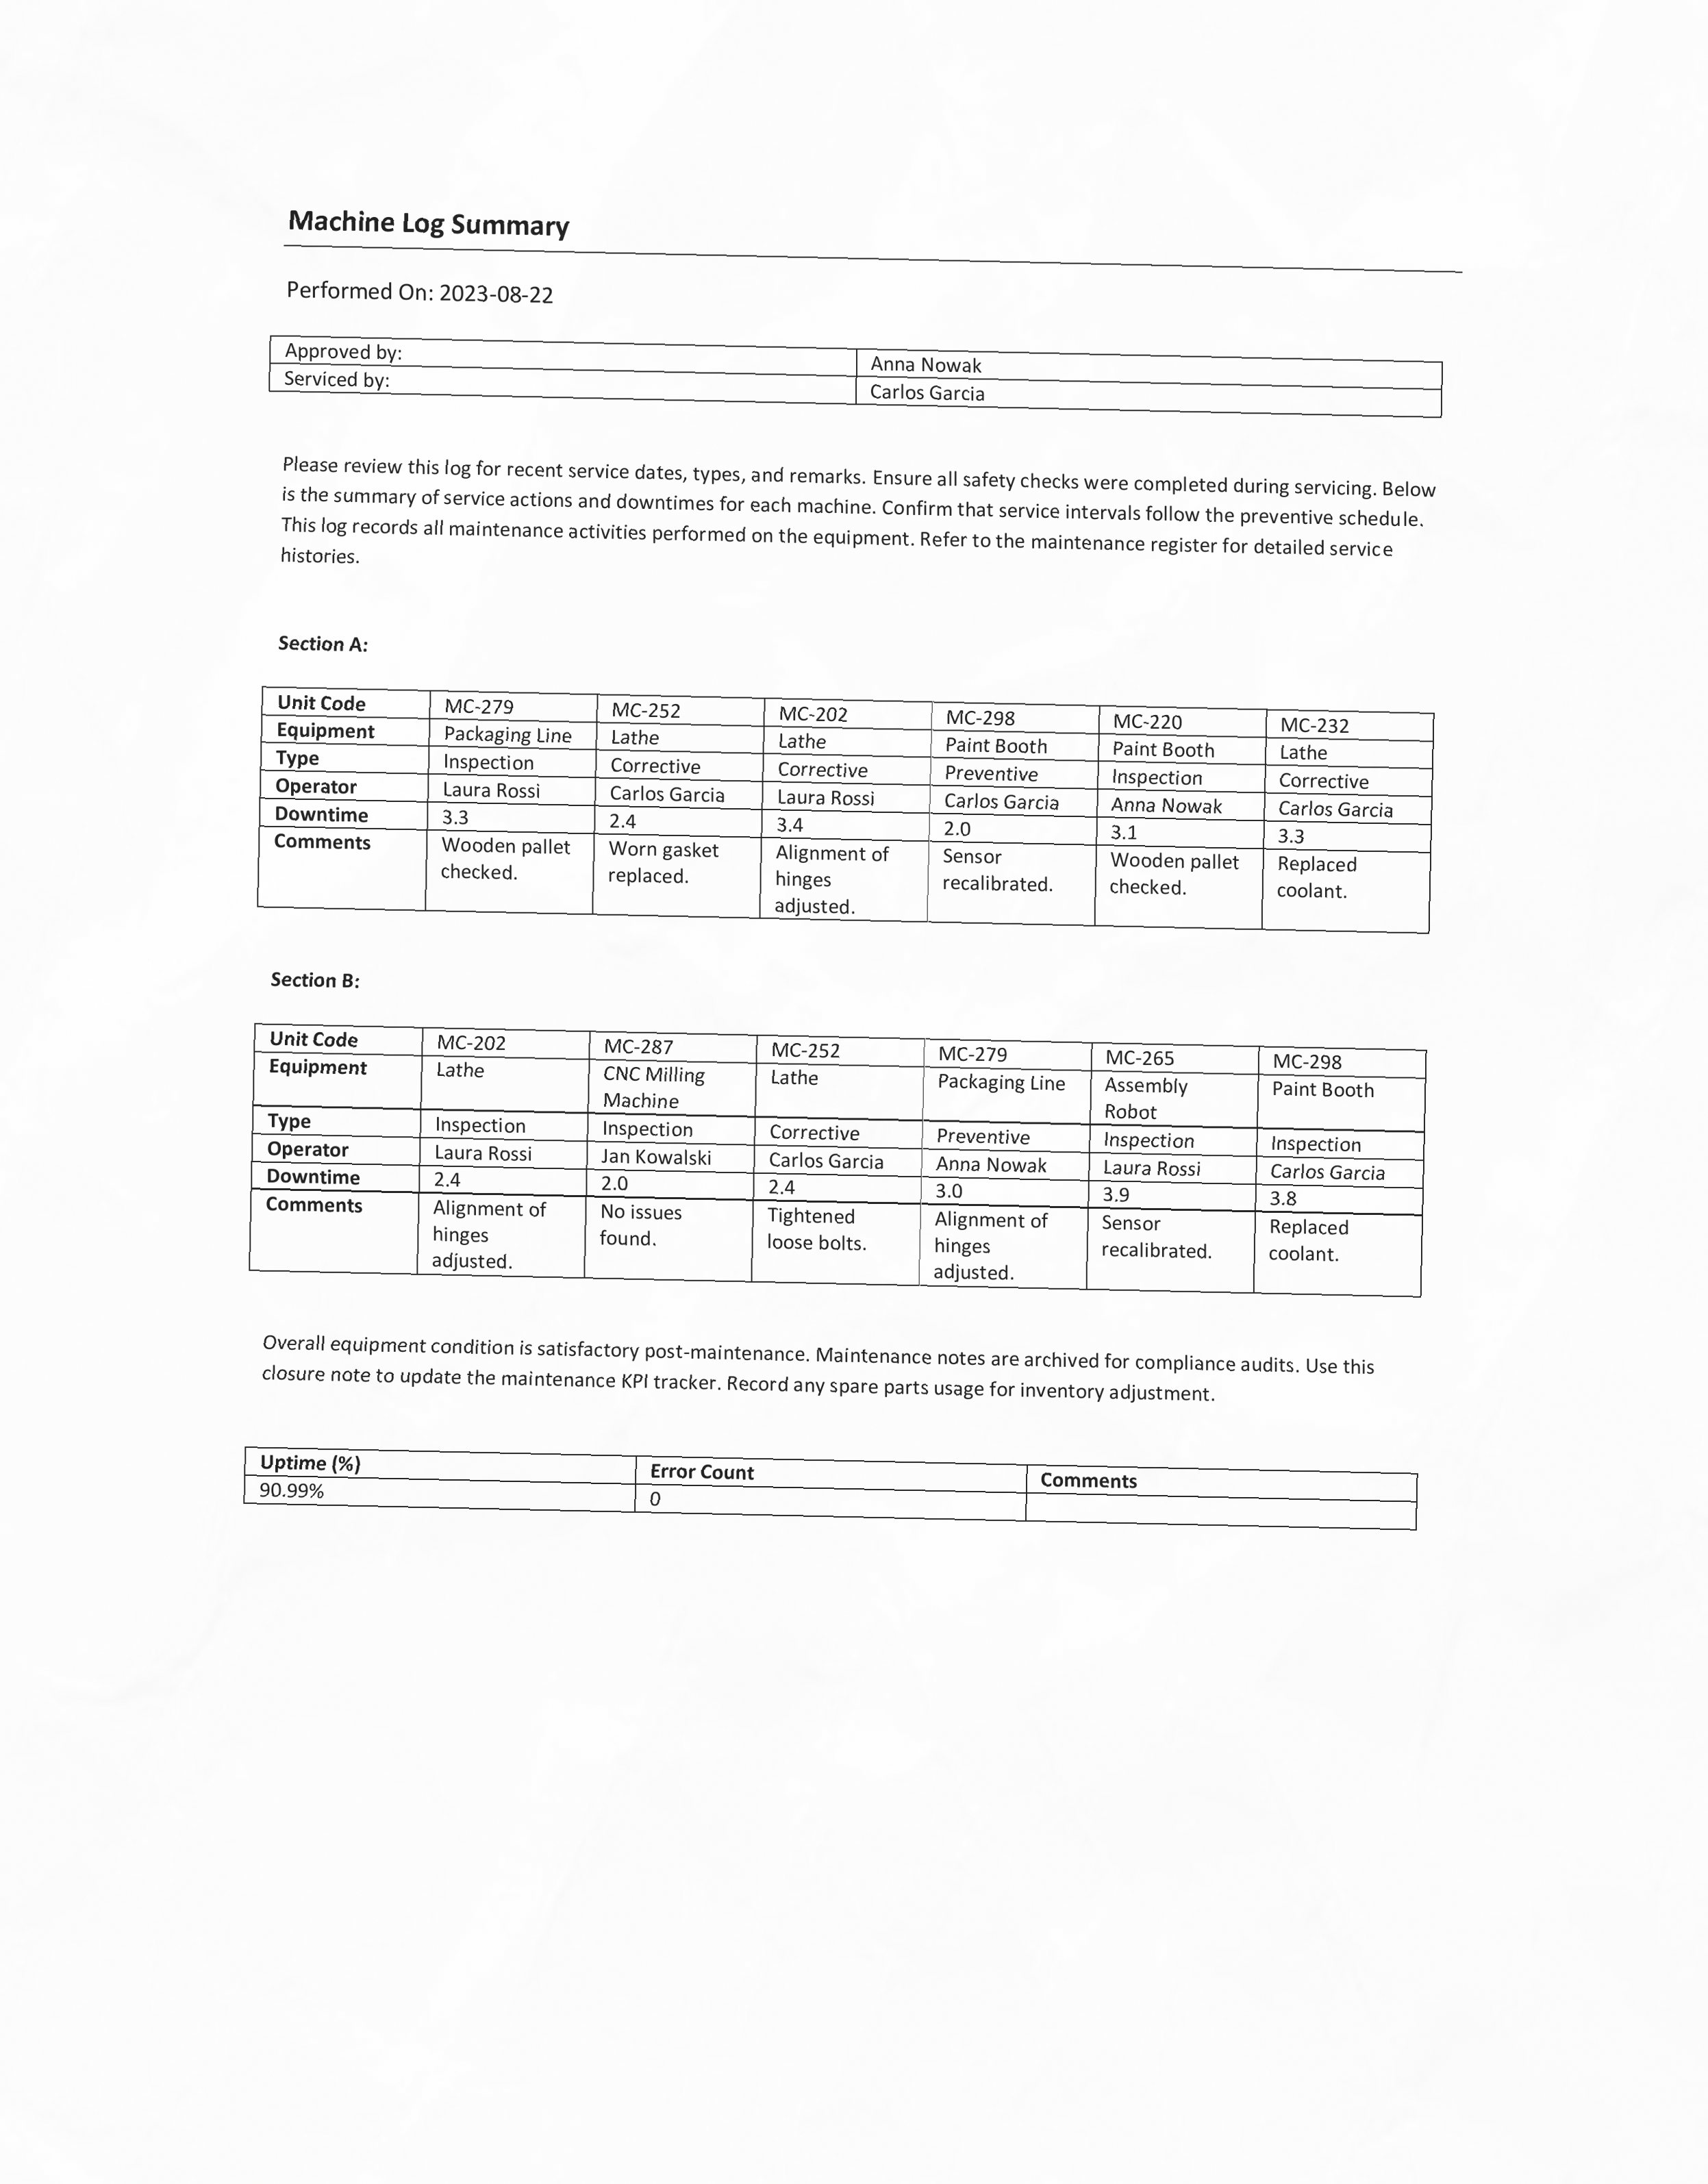 Machine Log Summary
Performed On: 2023-08-22
Approved by: Anna Nowak
Serviced by: Carlos Garcia
Please review this log for recent service dates, types, and remarks. Ensure all safety checks were completed during servicing. Below
is the summary of service actions and downtimes for each machine. Confirm that service intervals follow the preventive schedule.
This log records all maintenance activities performed on the equipment. Refer to the maintenance register for detailed service
histories.
Section A:
Unit Code MC-279 MC-252 MC-202 MC-298 MC-220 MC-232
Equipment Packaging Line Lathe Lathe Paint Booth Paint Booth Lathe
Type Inspection Corrective Corrective Preventive Inspection Corrective
Operator Laura Rossi Carlos Garcia Laura Rossi Carlos Garcia Anna Nowak Carlos Garcia
Downtime 3.3 2.4 3.4 2.0 3.1 3.3
Comments Wooden pallet Worn gasket Alignment of Sensor Wooden pallet Replaced
checked. replaced. hinges recalibrated. checked. coolant.
adjusted.
Section B:
Unit Code MC-202 MC-287 MC-252 MC-279 MC-265 MC-298
Equipment Lathe CNC Milling Lathe Packaging Line Assembly Paint Booth
Machine Robot
Type Inspection Inspection Corrective Preventive Inspection Inspection
Operator Laura Rossi Jan Kowalski Carlos Garcia Anna Nowak Laura Rossi Carlos Garcia
Downtime 2.4 2.0 2.4 3.0 3.9 3.8
Comments Alignment of No issues Tightened Alignment of Sensor Replaced
hinges found. loose bolts. hinges recalibrated. coolant.
adjusted. adjusted.
Overall equipment condition is satisfactory post-maintenance. Maintenance notes are archived for compliance audits. Use this
closure note to update the maintenance KPI tracker. Record any spare parts usage for inventory adjustment.
Uptime (%) Error Count Comments
90.99% 0